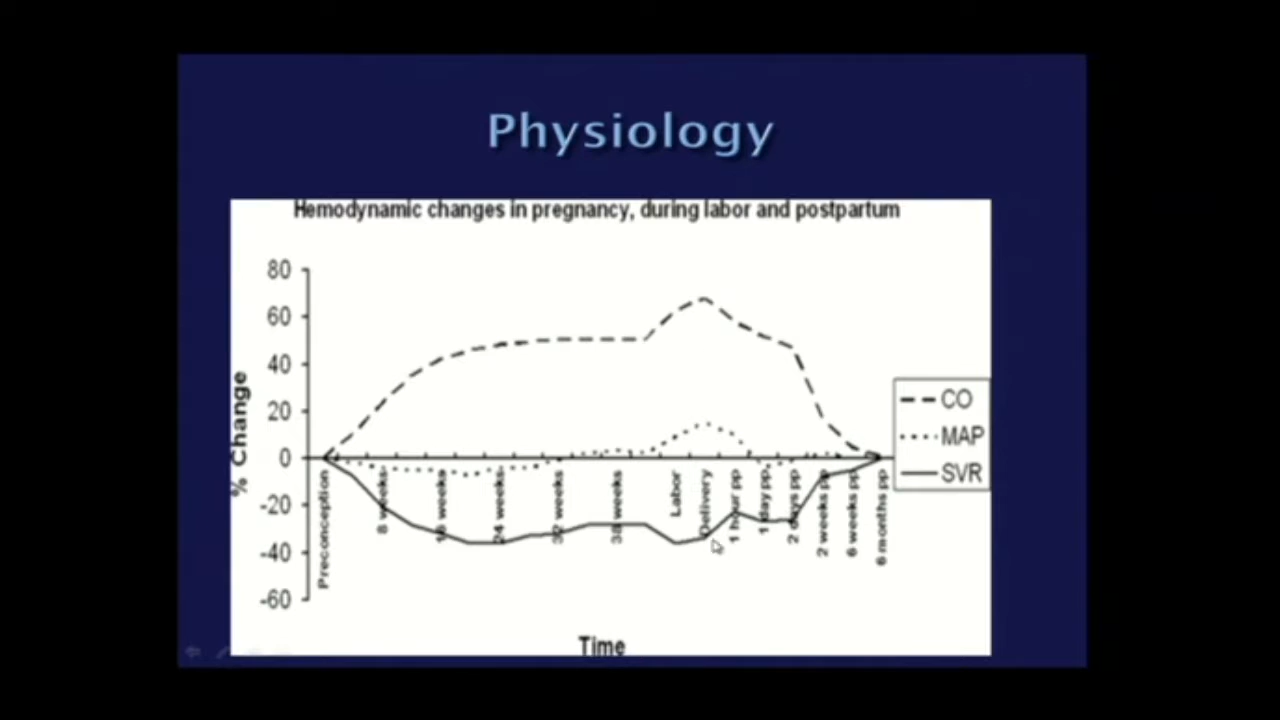 Physiology
Hemodynamic changes in pregnancy, during labor and postpartum
80
60
40
20
0
-20
-40
-60
% Change
Preconception
8 weeks
16 weeks
24 weeks
32 weeks
38 weeks
Labor
Delivery
1 hour pp
1 day pp
2 days pp
2 weeks pp
6 weeks pp
6 months pp
Time
CO
MAP
SVR